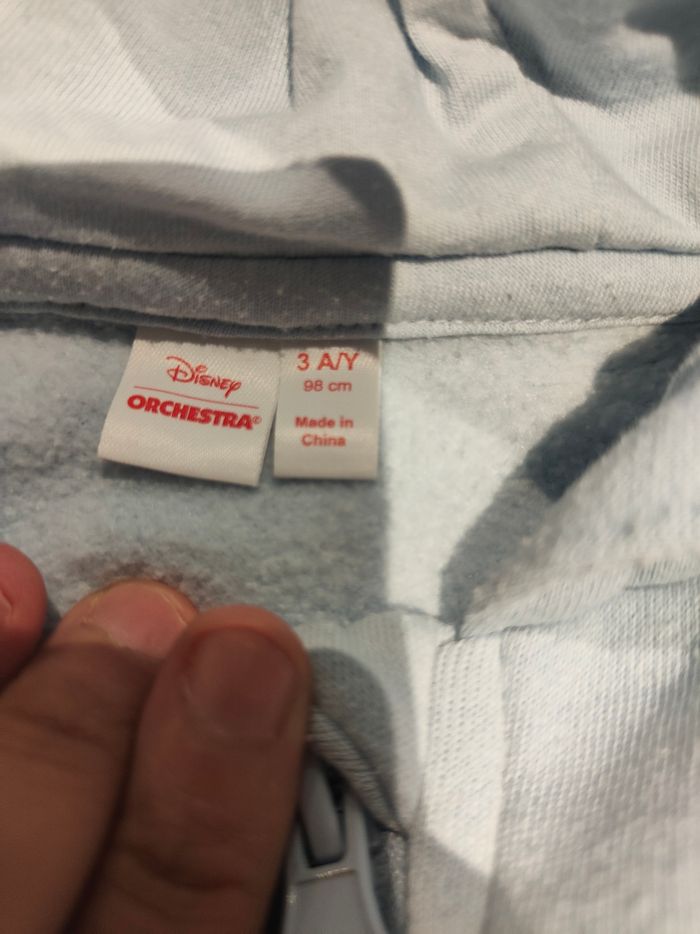 Disney
ORCHESTRA®
3 A/Y
98 cm
Made in
China